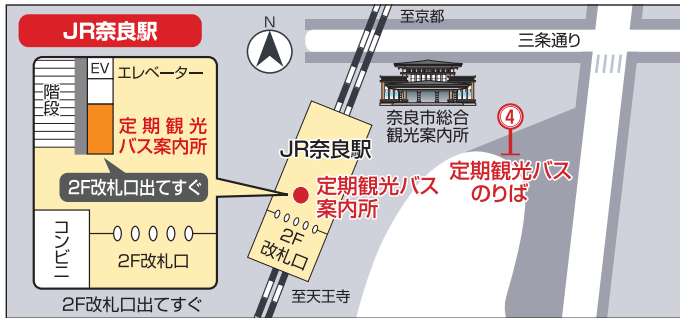 JR奈良駅
階段
EV
エレベーター
定期観光
バス案内所
2F改札口出てすぐ
コンビニ
2F改札口
2F改札口出てすぐ
N
至京都
三条通り
奈良市総合
観光案内所
JR奈良駅
定期観光バス
案内所
2F
改札口
至天王寺
4
定期観光バス
のりば